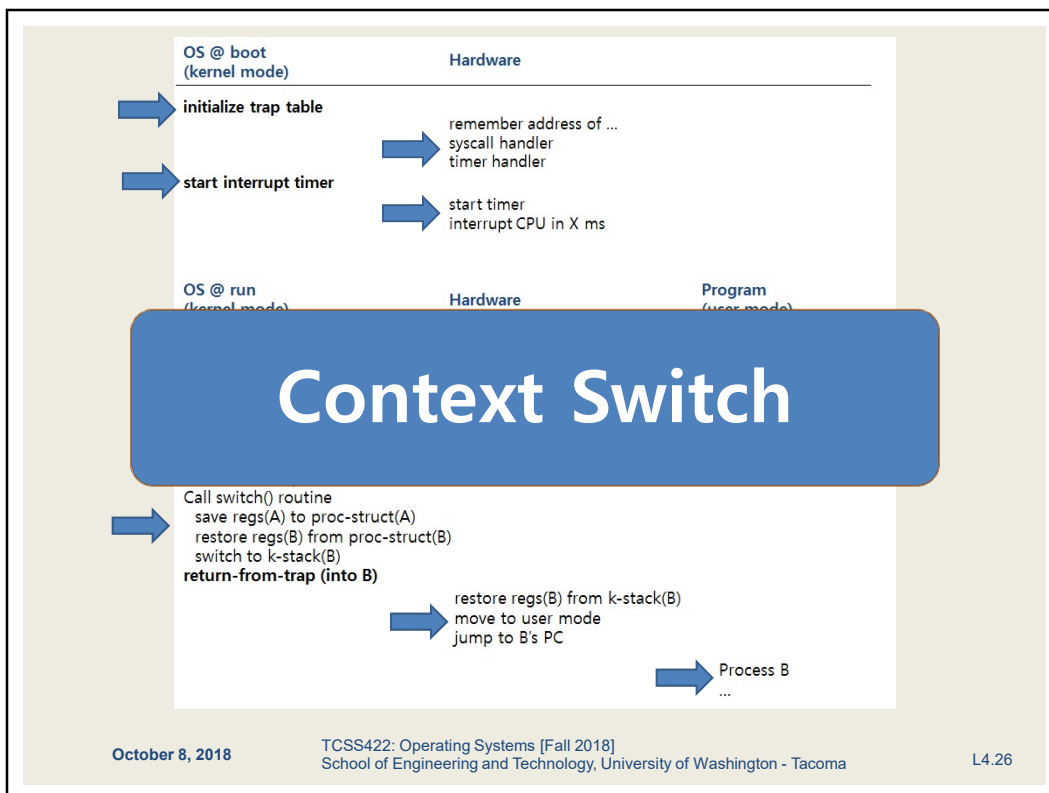 OS @ boot
(kernel mode)
Hardware
initialize trap table
remember address of ...
syscall handler
timer handler
start interrupt timer
start timer
interrupt CPU in X ms
OS @ run
(kernel mode)
Hardware
Program
(user mode)
Context Switch
Call switch() routine
save regs(A) to proc-struct(A)
restore regs(B) from proc-struct(B)
switch to k-stack(B)
return-from-trap (into B)
restore regs(B) from k-stack(B)
move to user mode
jump to B's PC
Process B
...
October 8, 2018
TCSS422: Operating Systems [Fall 2018]
School of Engineering and Technology, University of Washington - Tacoma
L4.26